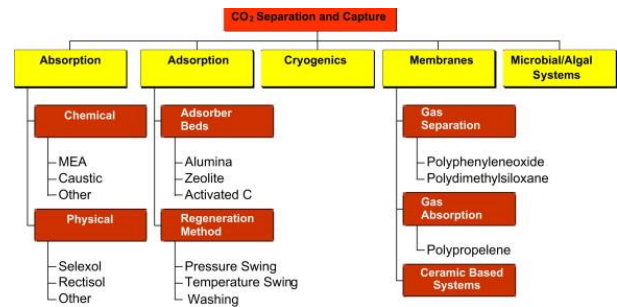 CO₂ Separation and Capture
Absorption
Adsorption
Cryogenics
Membranes
Microbial/Algal
Systems
Chemical
MEA
Caustic
Other
Physical
Selexol
Rectisol
Other
Adsorber
Beds
Alumina
Zeolite
Activated C
Regeneration
Method
Pressure Swing
Temperature Swing
Washing
Gas
Separation
Polyphenyleneoxide
Polydimethylsiloxane
Gas
Absorption
Polypropelene
Ceramic Based
Systems